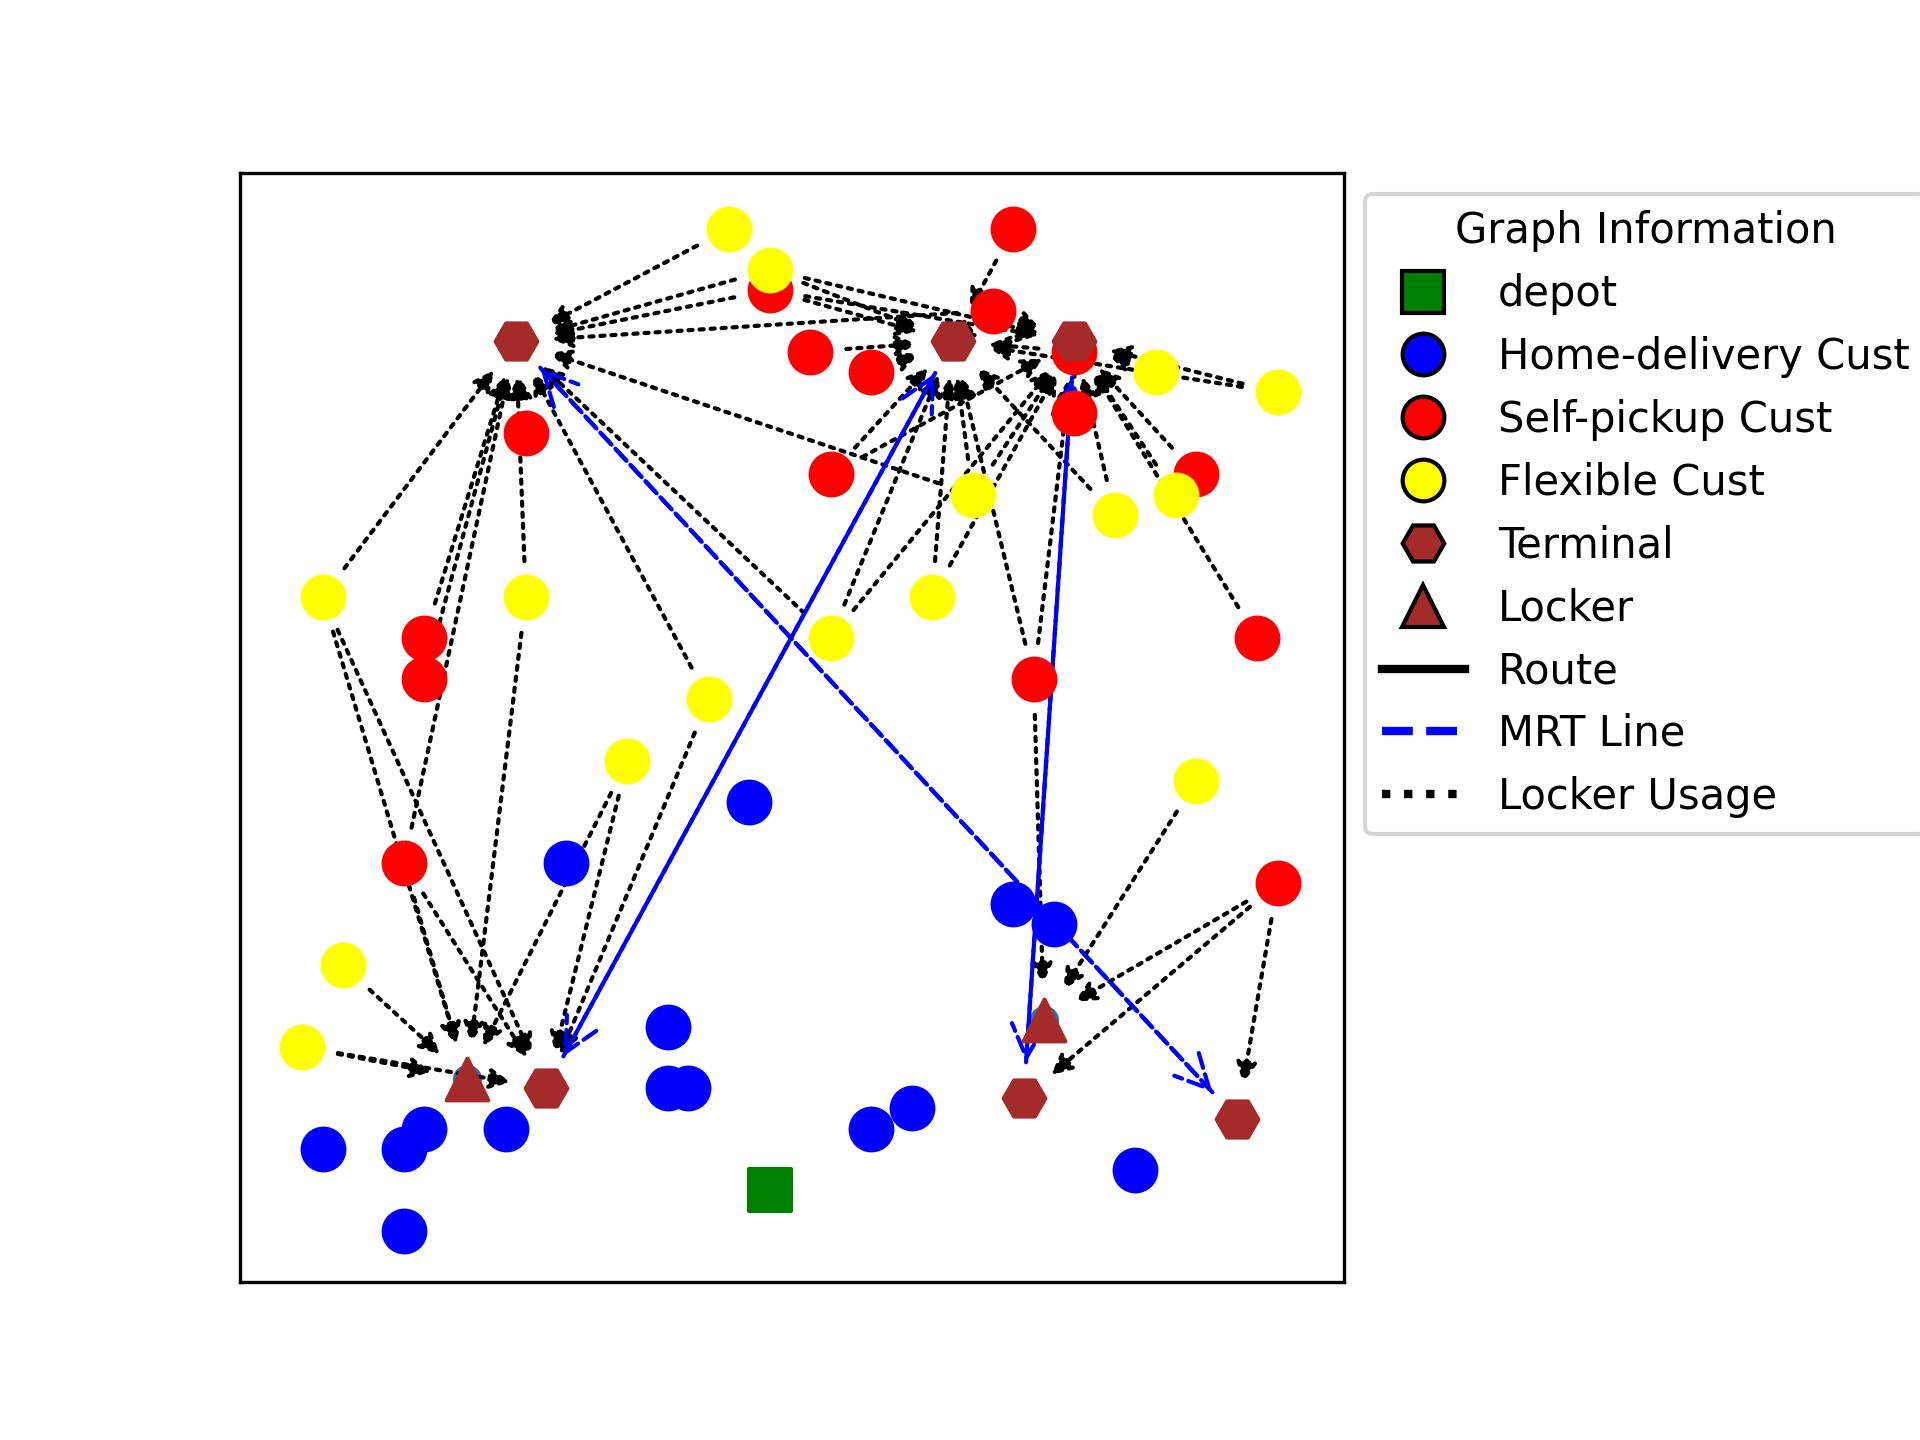 Graph Information
depot
Home-delivery Cust
Self-pickup Cust
Flexible Cust
Terminal
Locker
Route
MRT Line
Locker Usage